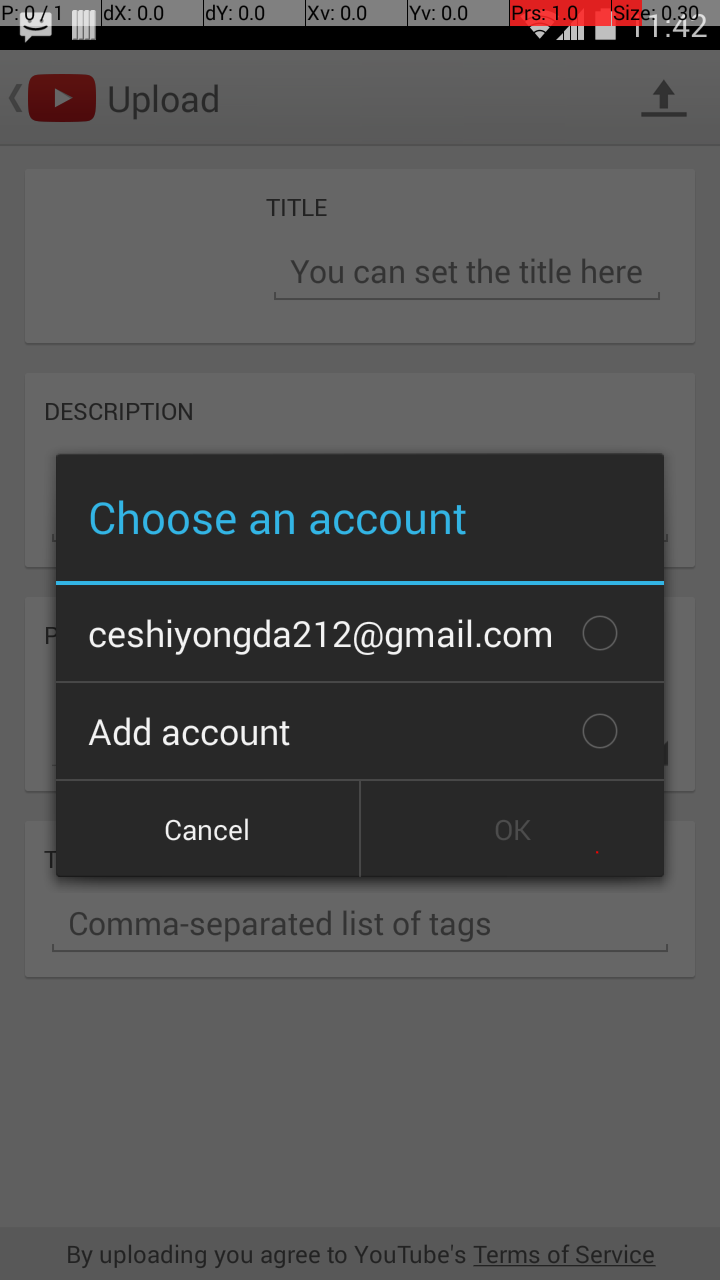 P: 0 / 1 dX: 0.0 dY: 0.0 Xv: 0.0 Yv: 0.0 Prs: 1.0 Size: 0.30
11:42
Upload
TITLE
You can set the title here
DESCRIPTION
Choose an account
P
ceshiyongda212@gmail.com
Add account
Cancel OK
T
Comma-separated list of tags
By uploading you agree to YouTube's Terms of Service